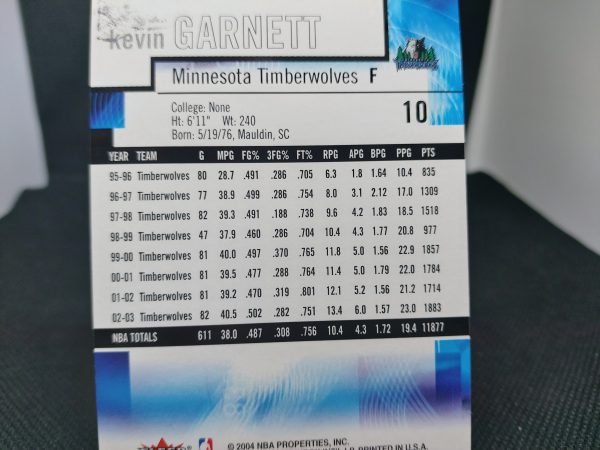 kevin GARNETT
Minnesota Timberwolves F
College: None
Ht: 6'11" Wt: 240
Born: 5/19/76, Mauldin, SC
10
YEAR TEAM G MPG FG% 3FG% FT% RPG APG BPG PPG PTS
95-96 Timberwolves 80 28.7 .491 .286 .705 6.3 1.8 1.64 10.4 835
96-97 Timberwolves 77 38.9 .499 .286 .754 8.0 3.1 2.12 17.0 1309
97-98 Timberwolves 82 39.3 .491 .188 .738 9.6 4.2 1.83 18.5 1518
98-99 Timberwolves 47 37.9 .460 .286 .704 10.4 4.3 1.77 20.8 977
99-00 Timberwolves 81 40.0 .497 .370 .765 11.8 5.0 1.56 22.9 1857
00-01 Timberwolves 81 39.5 .477 .288 .764 11.4 5.0 1.79 22.0 1784
01-02 Timberwolves 81 39.2 .470 .319 .801 12.1 5.2 1.56 21.2 1714
02-03 Timberwolves 82 40.5 .502 .282 .751 13.4 6.0 1.57 23.0 1883
NBA TOTALS 611 38.0 .487 .308 .756 10.4 4.3 1.72 19.4 11877
© 2004 NBA PROPERTIES, INC.
PRINTED IN U.S.A.